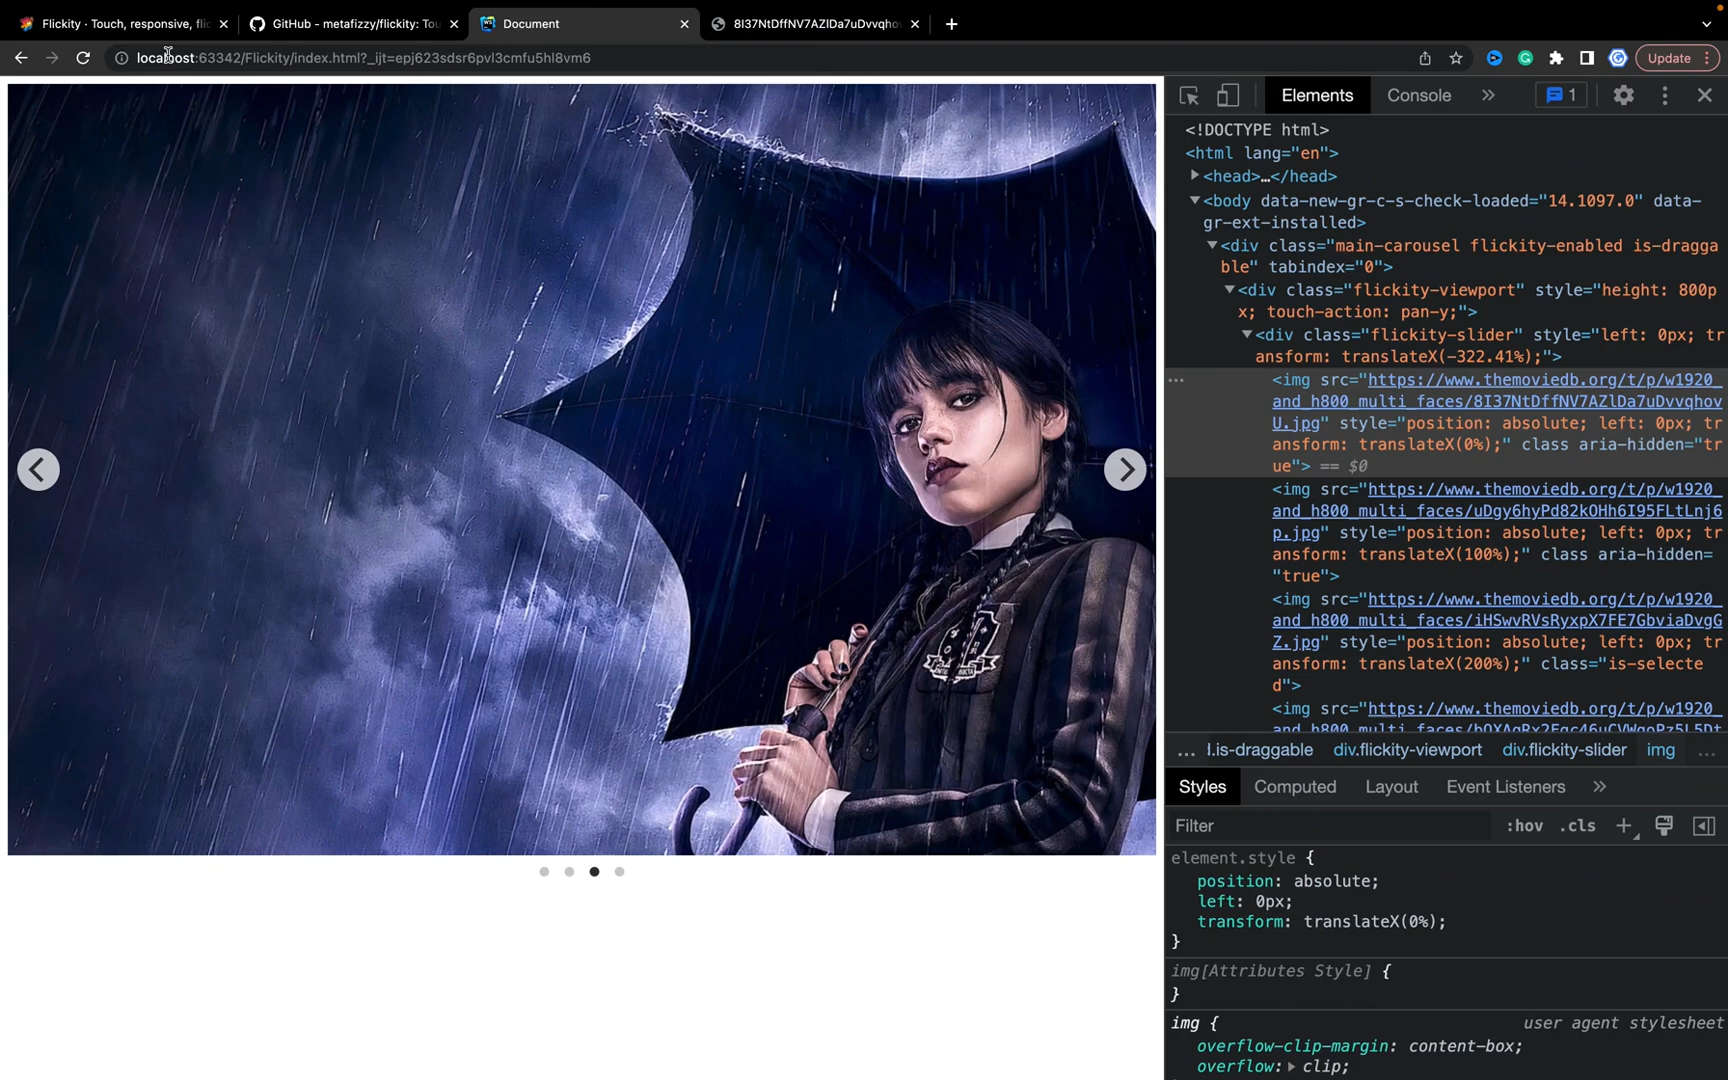 Flickity · Touch, responsive, flic
GitHub - metafizzy/flickity: Tou
Document
8I37NtDffNV7AZlDa7uDvvqhov
localhost:63342/Flickity/index.html?_ijt=epj623sdsr6pvl3cmfu5hl8vm6
Update
Elements
Console
1
<!DOCTYPE html>
<html lang="en">
<head>…</head>
<body data-new-gr-c-s-check-loaded="14.1097.0" data-
gr-ext-installed>
<div class="main-carousel flickity-enabled is-dragga
ble" tabindex="0">
<div class="flickity-viewport" style="height: 800p
x; touch-action: pan-y;">
<div class="flickity-slider" style="left: 0px; tr
ansform: translateX(-322.41%);">
<img src="https://www.themoviedb.org/t/p/w1920_
and_h800_multi_faces/8I37NtDffNV7AZlDa7uDvvqhov
U.jpg" style="position: absolute; left: 0px; tr
ansform: translateX(0%);" class aria-hidden="tr
ue"> == $0
<img src="https://www.themoviedb.org/t/p/w1920_
and_h800_multi_faces/uDgy6hyPd82kOHh6I95FLtLnj6
p.jpg" style="position: absolute; left: 0px; tr
ansform: translateX(100%);" class aria-hidden=
"true">
<img src="https://www.themoviedb.org/t/p/w1920_
and_h800_multi_faces/iHSwvRVsRyxpX7FE7GbviaDvgG
Z.jpg" style="position: absolute; left: 0px; tr
ansform: translateX(200%);" class="is-selecte
d">
<img src="https://www.themoviedb.org/t/p/w1920_
... l.is-draggable div.flickity-viewport div.flickity-slider img ...
Styles
Computed
Layout
Event Listeners
Filter
:hov .cls
element.style {
position: absolute;
left: 0px;
transform: translateX(0%);
}
img[Attributes Style] {
}
img {
user agent stylesheet
overflow-clip-margin: content-box;
overflow: clip;